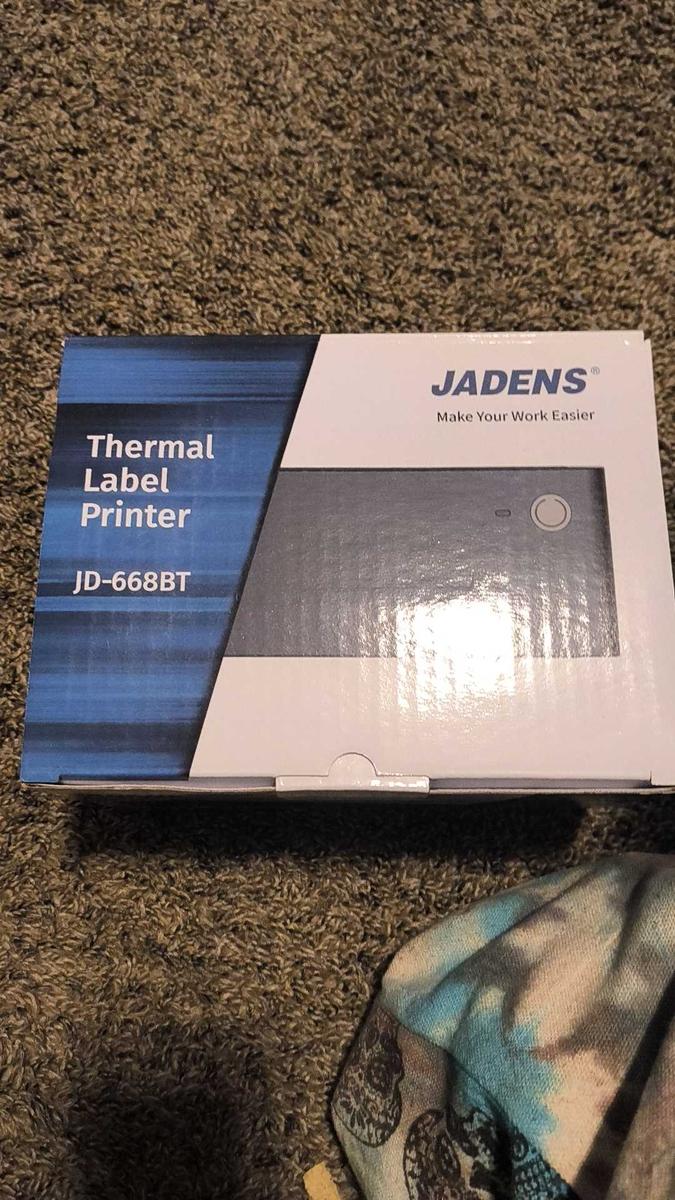 JADENS®
Make Your Work Easier
Thermal
Label
Printer
JD-668BT